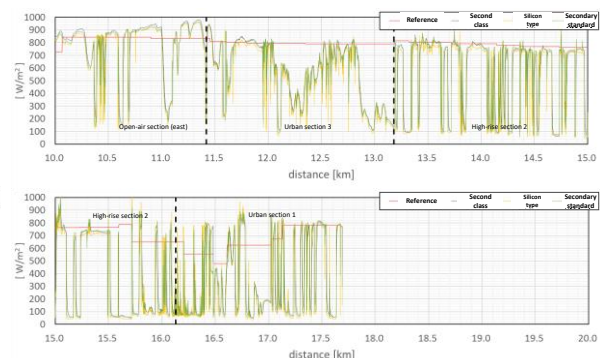 Reference
Second class
Silicon type
Secondary standard
1000
900
800
700
600
500
400
300
200
100
0
[ W/m² ]
Open-air section (east)
Urban section 3
High-rise section 2
10.0 10.5 11.0 11.5 12.0 12.5 13.0 13.5 14.0 14.5 15.0
distance [km]
Reference
Second class
Silicon type
Secondary standard
1000
900
800
700
600
500
400
300
200
100
0
[ W/m² ]
High-rise section 2
Urban section 1
15.0 15.5 16.0 16.5 17.0 17.5 18.0 18.5 19.0 19.5 20.0
distance [km]